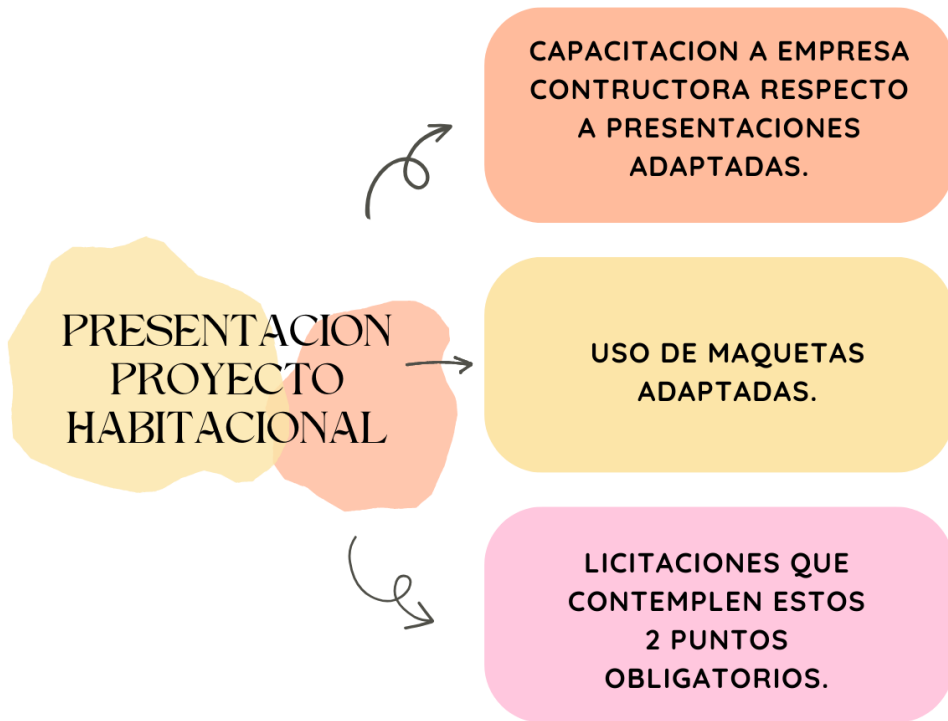 PRESENTACION
PROYECTO
HABITACIONAL
CAPACITACION A EMPRESA
CONTRUCTORA RESPECTO
A PRESENTACIONES
ADAPTADAS.
USO DE MAQUETAS
ADAPTADAS.
LICITACIONES QUE
CONTEMPLEN ESTOS
2 PUNTOS
OBLIGATORIOS.